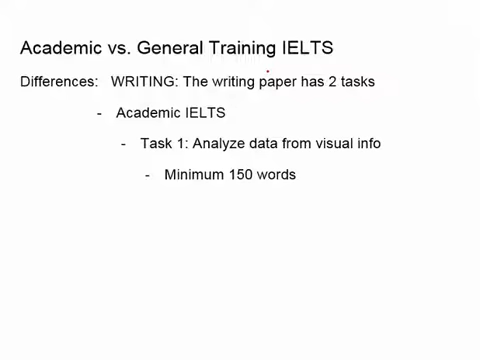 Academic vs. General Training IELTS
Differences: WRITING: The writing paper has 2 tasks
- Academic IELTS
- Task 1: Analyze data from visual info
- Minimum 150 words